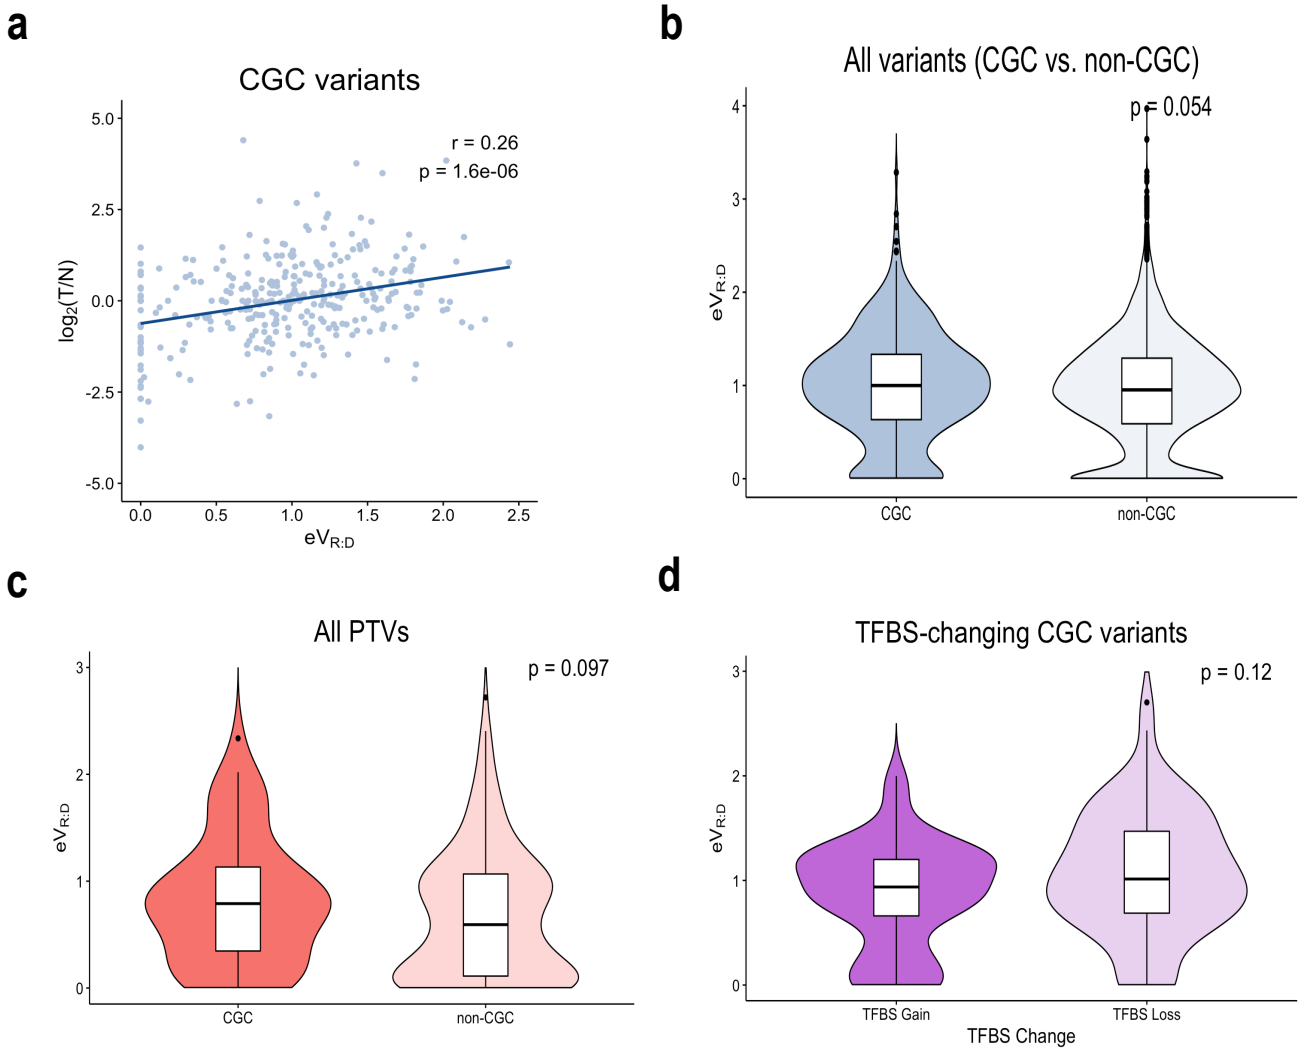 a
CGC variants
r = 0.26
p = 1.6e-06
log2(T/N)
5.0
2.5
0.0
-2.5
-5.0
0.0 0.5 1.0 1.5 2.0 2.5
eVR:D
b
All variants (CGC vs. non-CGC)
p = 0.054
eVR:D
4
3
2
1
0
CGC non-CGC
c
All PTVs
p = 0.097
eVR:D
3
2
1
0
CGC non-CGC
d
TFBS-changing CGC variants
p = 0.12
eVR:D
3
2
1
0
TFBS Gain TFBS Loss
TFBS Change